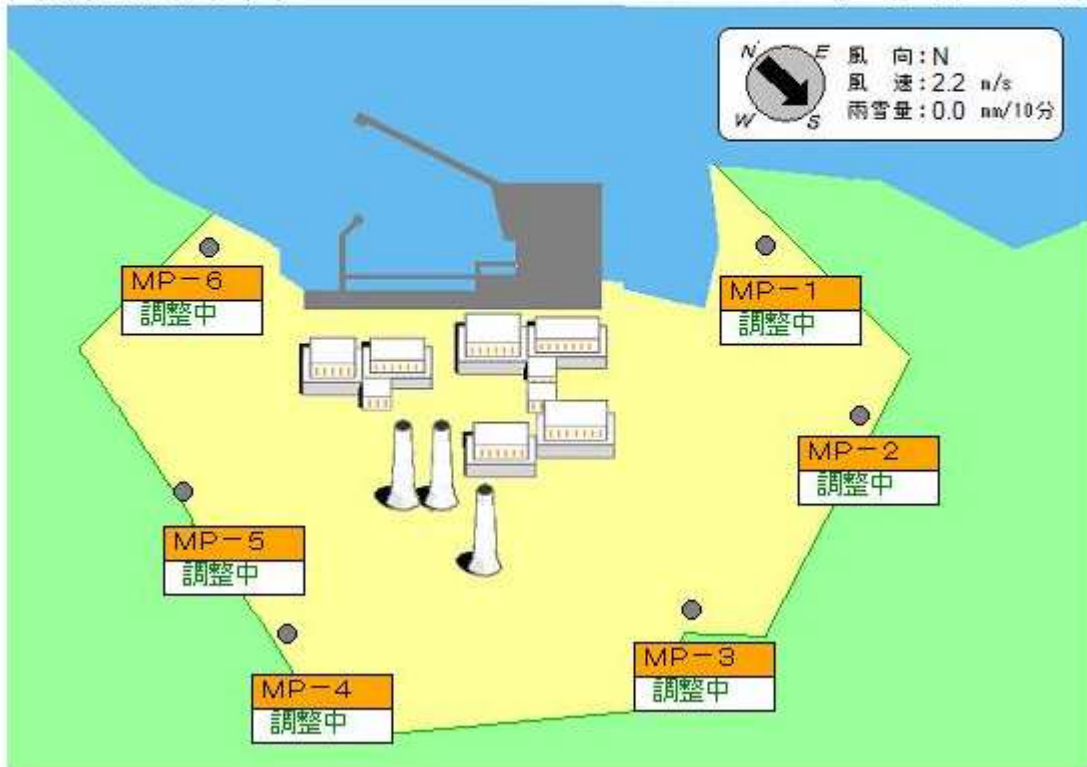 N
E
W
S
風 向:N
風 速:2.2 m/s
雨雪量:0.0 mm/10分
MP-6
調整中
MP-1
調整中
MP-2
調整中
MP-5
調整中
MP-3
調整中
MP-4
調整中